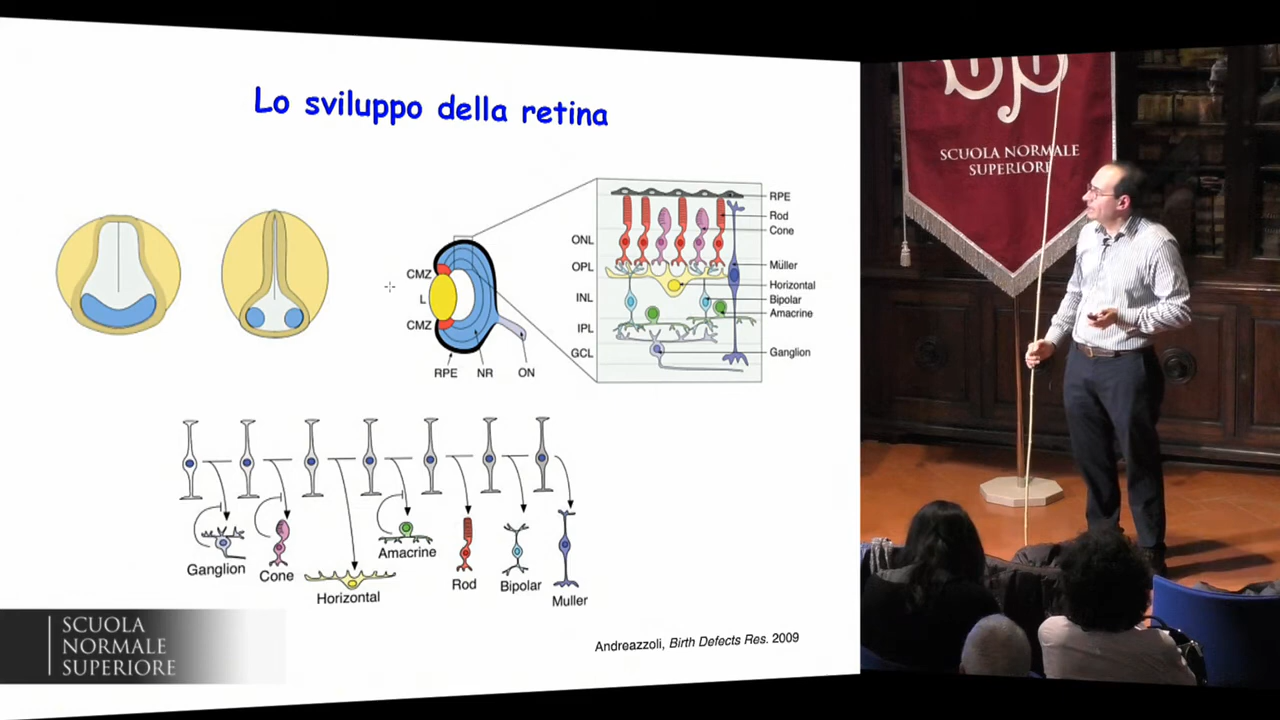 Lo sviluppo della retina
CMZ
L
CMZ
RPE NR ON
ONL
OPL
INL
IPL
GCL
RPE
Rod
Cone
Müller
Horizontal
Bipolar
Amacrine
Ganglion
Ganglion
Cone
Horizontal
Amacrine
Rod
Bipolar
Muller
Andreazzoli, Birth Defects Res. 2009
SCUOLA
NORMALE
SUPERIORE
SCUOLA NORMALE
SUPERIORE